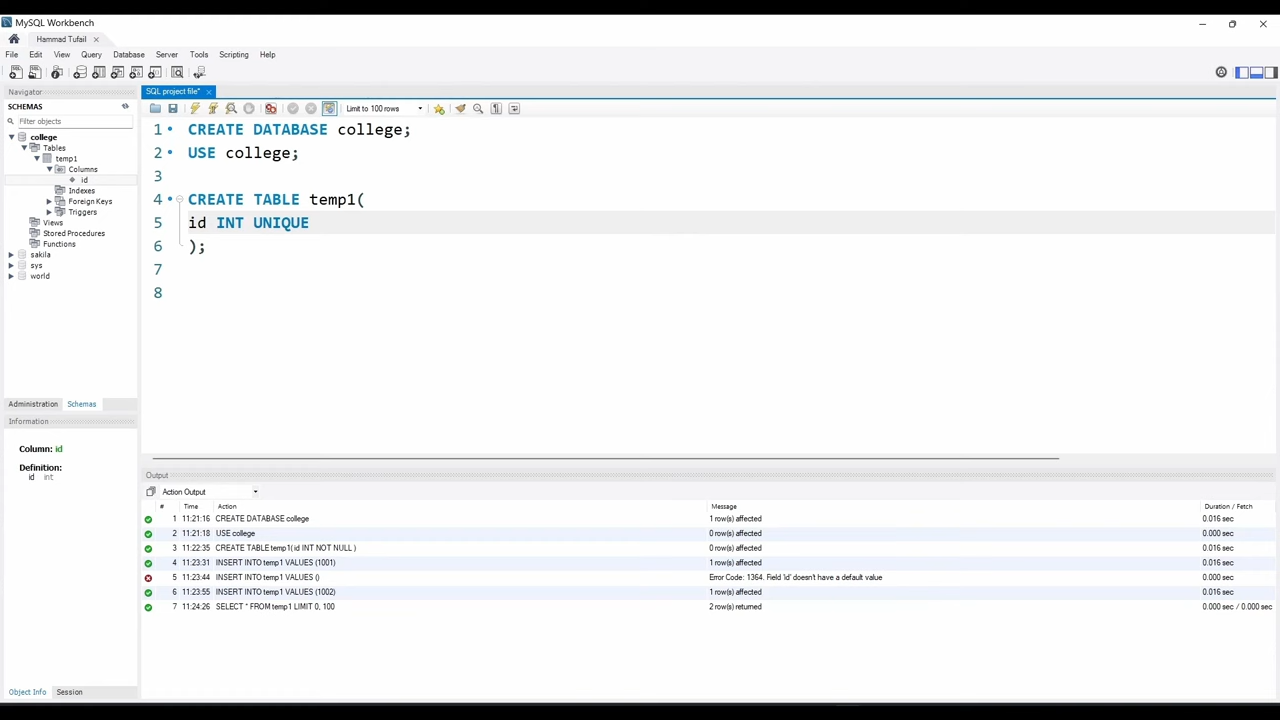 MySQL Workbench
Hammad Tufail
File Edit View Query Database Server Tools Scripting Help
Navigator
SCHEMAS
Filter objects
college
Tables
temp1
Columns
id
Indexes
Foreign Keys
Triggers
Views
Stored Procedures
Functions
sakila
sys
world
Administration Schemas
Information
Column: id
Definition:
id int
Object Info Session
SQL project file*
Limit to 100 rows
1 CREATE DATABASE college;
2 USE college;
3
4 CREATE TABLE temp1(
5 id INT UNIQUE
6 );
7
8
Output
Action Output
# Time Action Message Duration / Fetch
1 11:21:16 CREATE DATABASE college 1 row(s) affected 0.016 sec
2 11:21:18 USE college 0 row(s) affected 0.000 sec
3 11:22:35 CREATE TABLE temp1( id INT NOT NULL ) 0 row(s) affected 0.016 sec
4 11:23:31 INSERT INTO temp1 VALUES (1001) 1 row(s) affected 0.016 sec
5 11:23:44 INSERT INTO temp1 VALUES () Error Code: 1364. Field 'id' doesn't have a default value 0.000 sec
6 11:23:55 INSERT INTO temp1 VALUES (1002) 1 row(s) affected 0.016 sec
7 11:24:26 SELECT * FROM temp1 LIMIT 0, 100 2 row(s) returned 0.000 sec / 0.000 sec